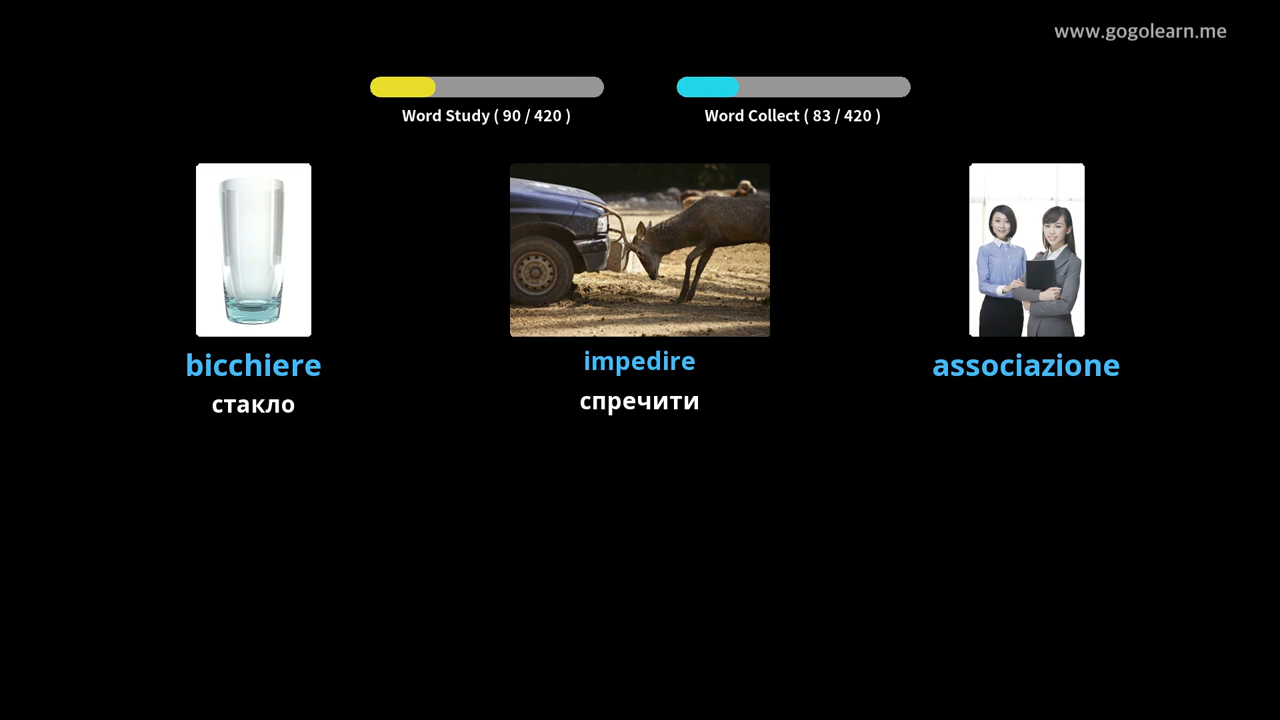 www.gogolearn.me
Word Study ( 90 / 420 )
Word Collect ( 83 / 420 )
bicchiere
стакло
impedire
спречити
associazione